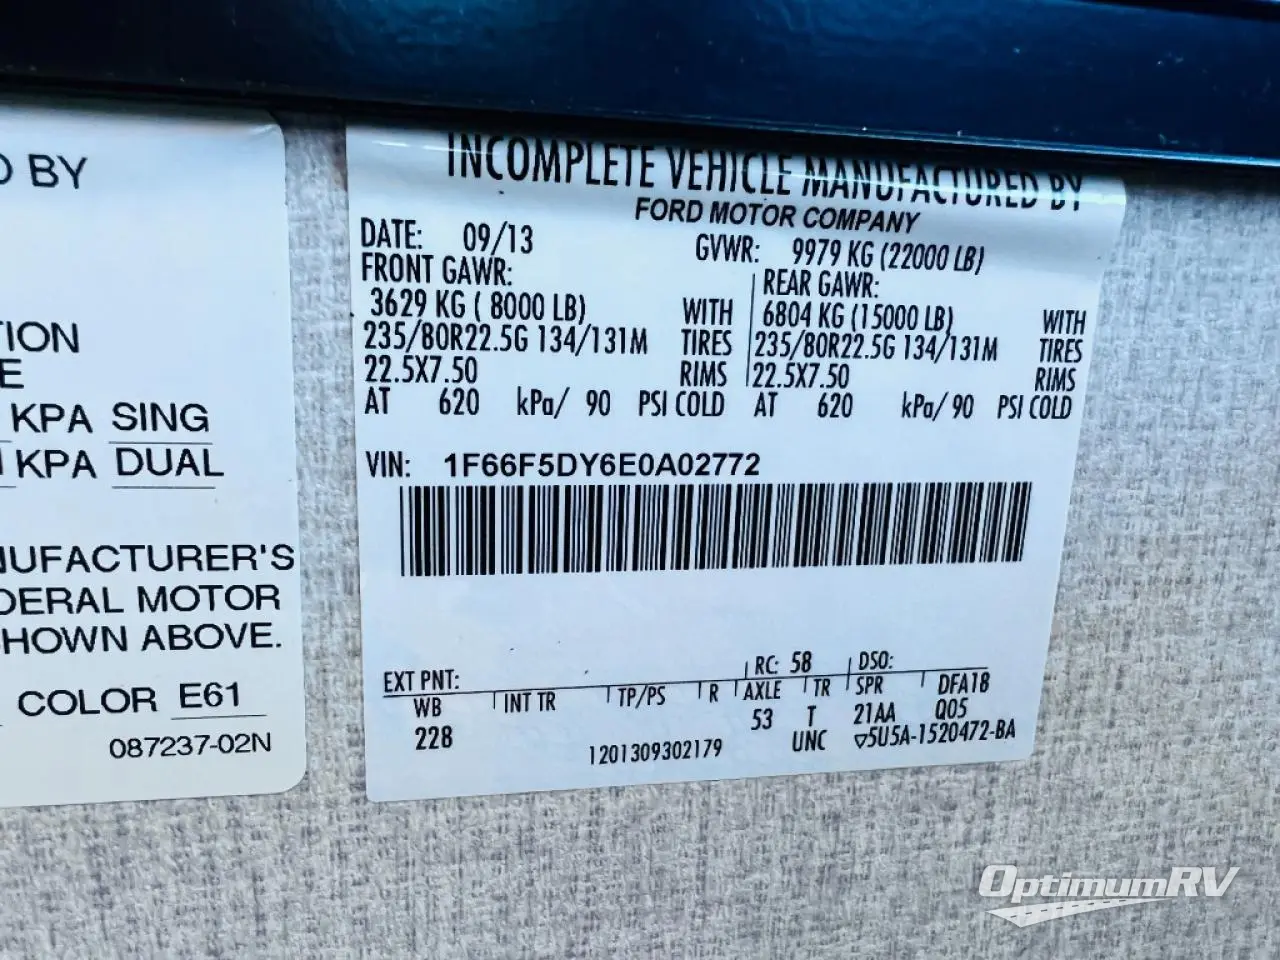 BY
KPA SING
KPA DUAL
MOTOR
ABOVE.
COLOR E61
087237-02N
INCOMPLETE VEHICLE MANUFACTURED BY
FORD MOTOR COMPANY
DATE: 09/13 GVWR: 9979 KG (22000 LB)
FRONT GAWR: REAR GAWR:
3629 KG ( 8000 LB) WITH 6804 KG (15000 LB) WITH
235/80R22.5G 134/131M TIRES 235/80R22.5G 134/131M TIRES
22.5X7.50 RIMS 22.5X7.50 RIMS
AT 620 kPa/ 90 PSI COLD AT 620 kPa/ 90 PSI COLD
VIN: 1F66F5DY6E0A02772
EXT PNT: RC: 58 DSO:
WB INT TR TP/PS R AXLE TR SPR DFA18
228 53 T 21AA Q05
1201309302179 UNC ▽5U5A-1520472-BA
OptimumRV